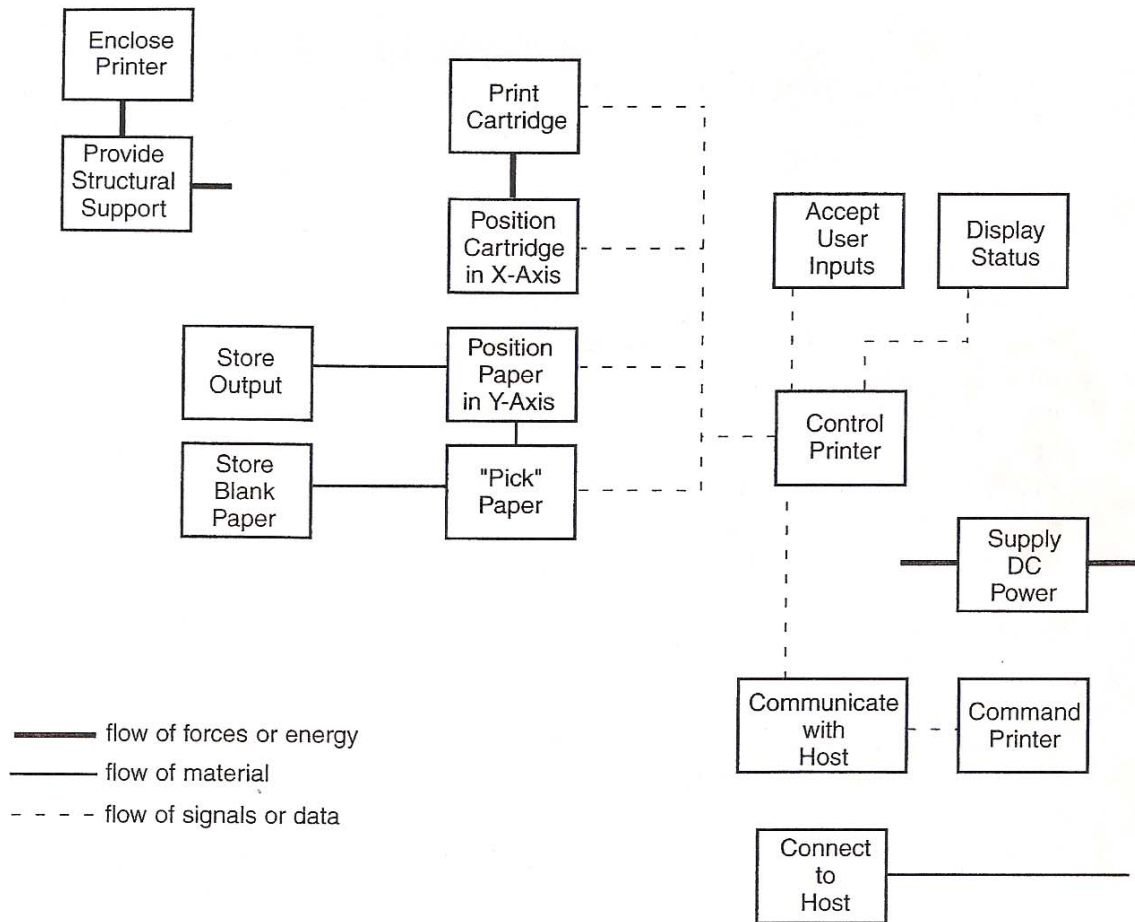 Enclose
Printer
Provide
Structural
Support
Print
Cartridge
Position
Cartridge
in X-Axis
Accept
User
Inputs
Display
Status
Store
Output
Position
Paper
in Y-Axis
Control
Printer
Store
Blank
Paper
"Pick"
Paper
Supply
DC
Power
Communicate
with
Host
Command
Printer
Connect
to
Host
flow of forces or energy
flow of material
flow of signals or data